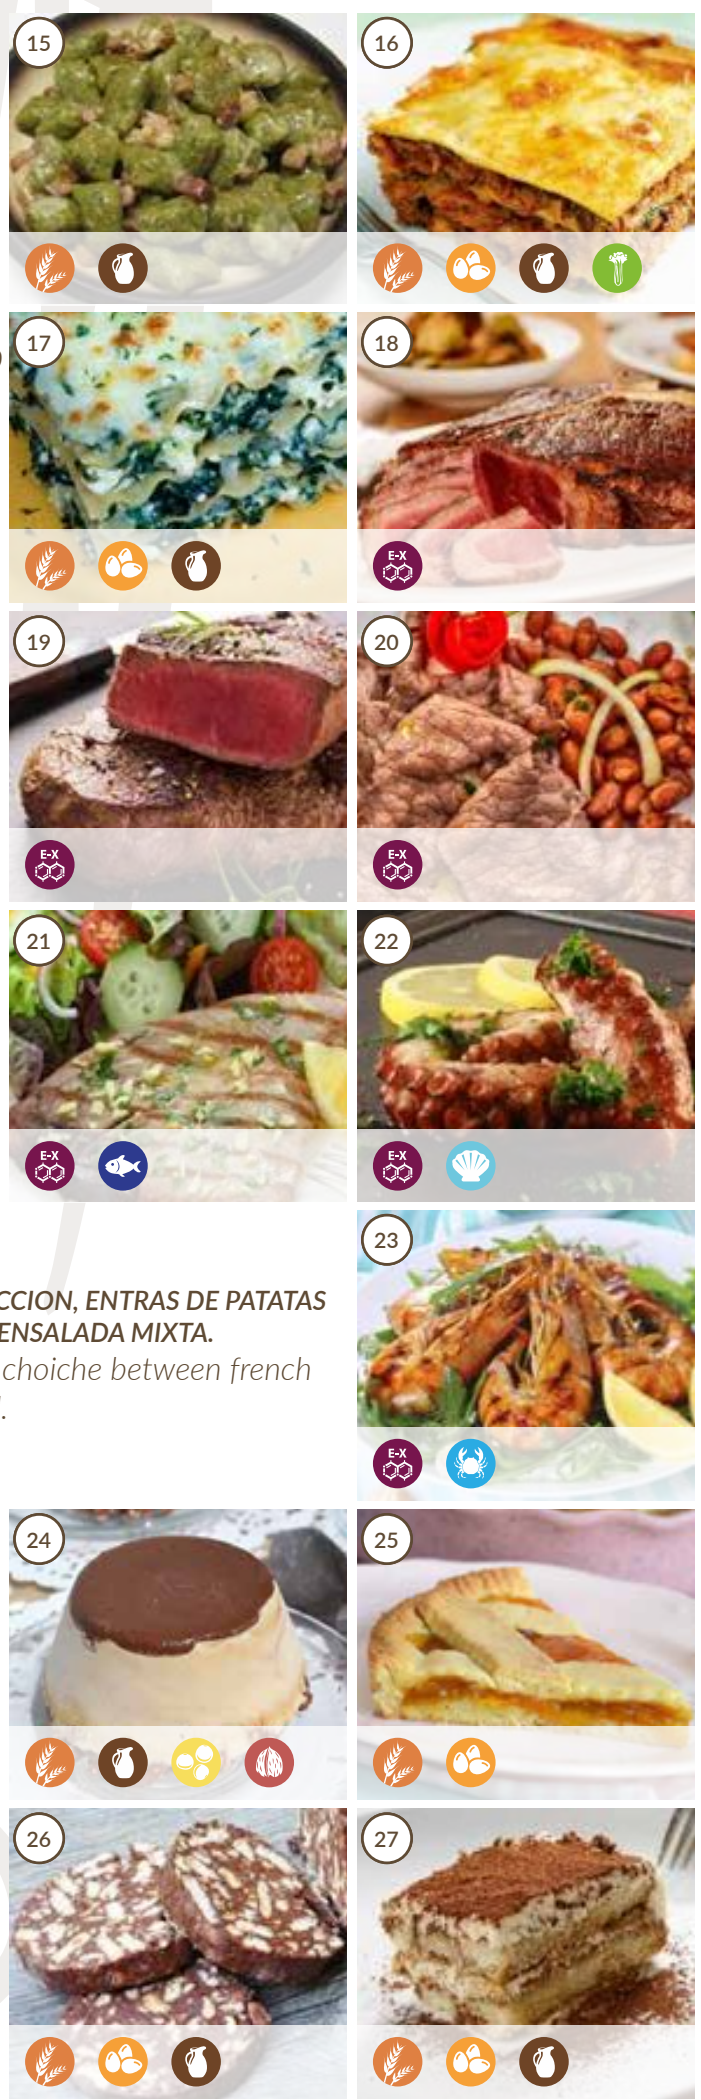 15
16
17
18
E-X
19
20
E-X
E-X
21
22
E-X
E-X
CCION, ENTRAS DE PATATAS
ENSALADA MIXTA.
choiche between french
.
23
E-X
24
25
26
27